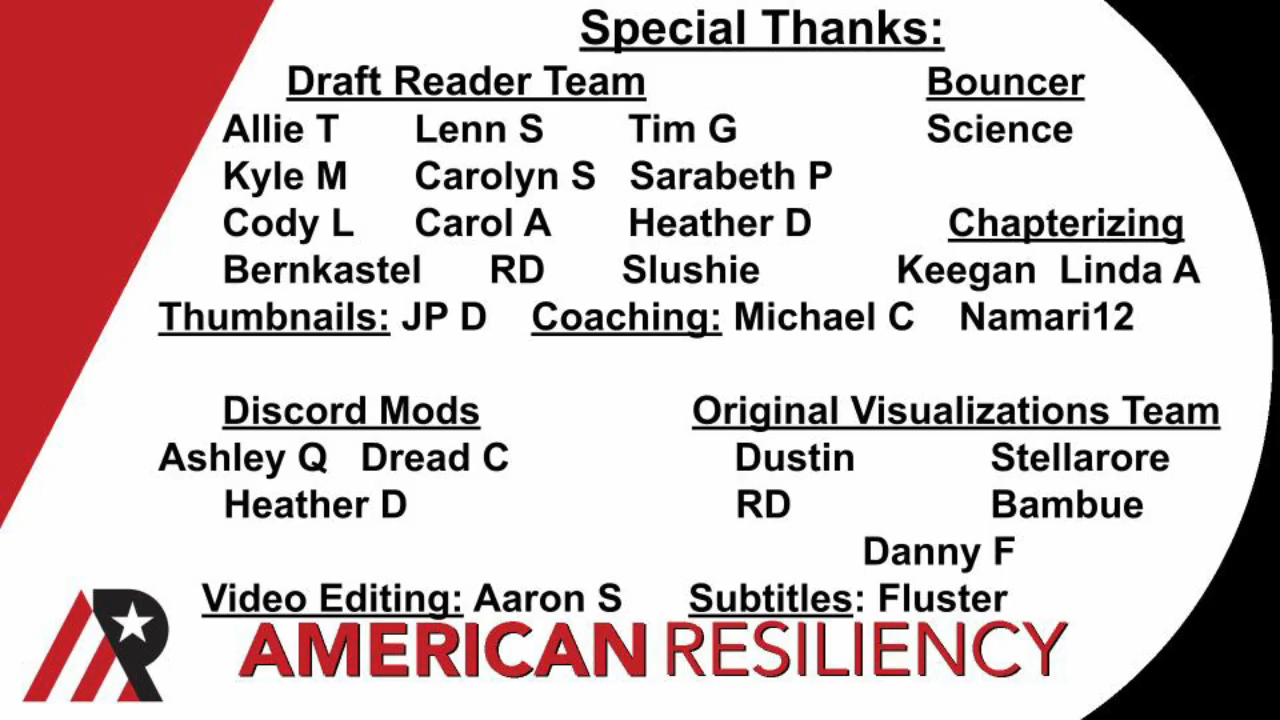 Special Thanks:
Draft Reader Team Bouncer
Allie T Lenn S Tim G Science
Kyle M Carolyn S Sarabeth P
Cody L Carol A Heather D Chapterizing
Bernkastel RD Slushie Keegan Linda A
Thumbnails: JP D Coaching: Michael C Namari12
Discord Mods Original Visualizations Team
Ashley Q Dread C Dustin Stellarore
Heather D RD Bambue
Danny F
Video Editing: Aaron S Subtitles: Fluster
AR AMERICAN RESILIENCY